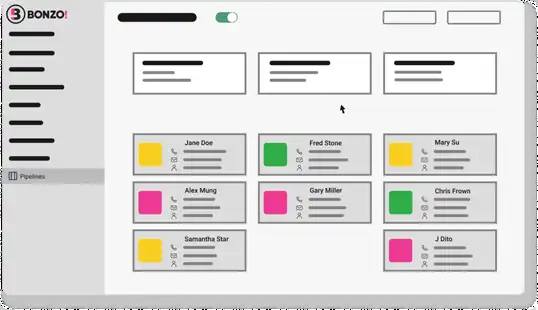 BONZO!
Pipelines
Jane Doe
Fred Stone
Mary Su
Alex Mung
Gary Miller
Chris Frown
Samantha Star
J Dito